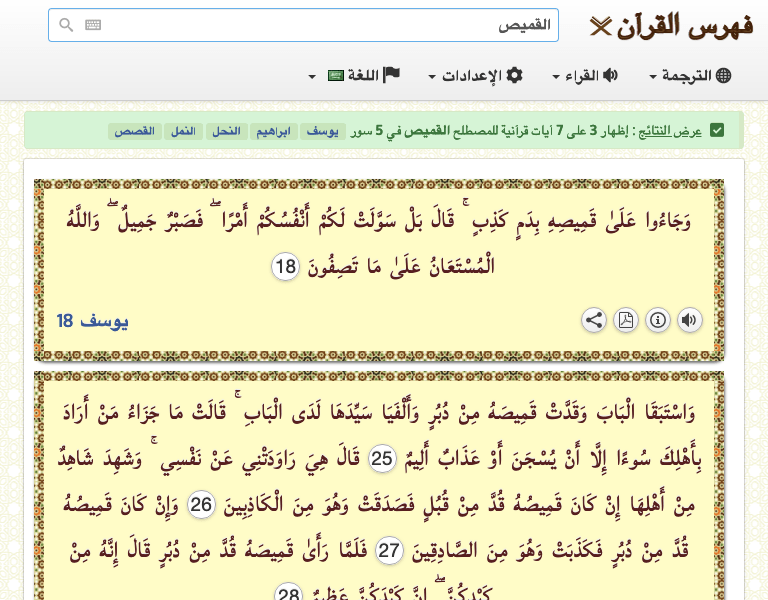 فهرس القرآن
القميص
الترجمة القراء الإعدادات اللغة
عرض النتائج : إظهار 3 على 7 آيات قرآنية للمصطلح القميص في 5 سور يوسف ابراهيم النحل النمل القصص
وَجَاءُوا عَلَىٰ قَمِيصِهِ بِدَمٍ كَذِبٍ ۚ قَالَ بَلْ سَوَّلَتْ لَكُمْ أَنْفُسُكُمْ أَمْرًا ۖ فَصَبْرٌ جَمِيلٌ ۖ وَاللَّهُ
الْمُسْتَعَانُ عَلَىٰ مَا تَصِفُونَ 18
يوسف 18
وَاسْتَبَقَا الْبَابَ وَقَدَّتْ قَمِيصَهُ مِنْ دُبُرٍ وَأَلْفَيَا سَيِّدَهَا لَدَى الْبَابِ ۚ قَالَتْ مَا جَزَاءُ مَنْ أَرَادَ
بِأَهْلِكَ سُوءًا إِلَّا أَنْ يُسْجَنَ أَوْ عَذَابٌ أَلِيمٌ 25 قَالَ هِيَ رَاوَدَتْنِي عَنْ نَفْسِي ۚ وَشَهِدَ شَاهِدٌ
مِنْ أَهْلِهَا إِنْ كَانَ قَمِيصُهُ قُدَّ مِنْ قُبُلٍ فَصَدَقَتْ وَهُوَ مِنَ الْكَاذِبِينَ 26 وَإِنْ كَانَ قَمِيصُهُ
قُدَّ مِنْ دُبُرٍ فَكَذَبَتْ وَهُوَ مِنَ الصَّادِقِينَ 27 فَلَمَّا رَأَىٰ قَمِيصَهُ قُدَّ مِنْ دُبُرٍ قَالَ إِنَّهُ مِنْ
كَيْدِكُنَّ ۖ إِنَّ كَيْدَكُنَّ عَظِيمٌ 28